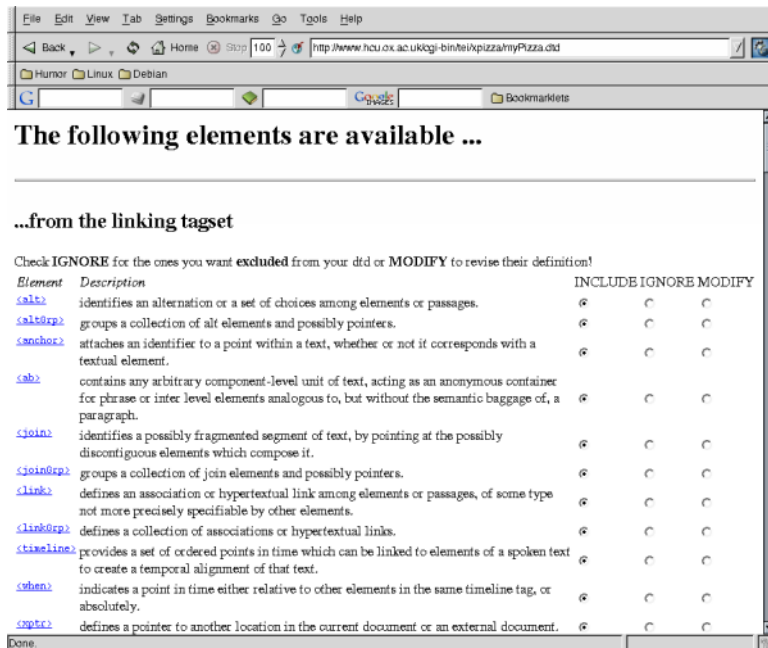 File Edit View Tab Settings Bookmarks Go Tools Help
Back Home Stop 100 http://www.hcu.ox.ac.uk/cgi-bin/tei/xpizza/myPizza.dtd
Humor Linux Debian
G Google IMAGES Bookmarklets
The following elements are available ...
...from the linking tagset
Check IGNORE for the ones you want excluded from your dtd or MODIFY to revise their definition!
Element Description INCLUDE IGNORE MODIFY
<alt> identifies an alternation or a set of choices among elements or passages.
<altGrp> groups a collection of alt elements and possibly pointers.
<anchor> attaches an identifier to a point within a text, whether or not it corresponds with a
textual element.
<ab> contains any arbitrary component-level unit of text, acting as an anonymous container
for phrase or inter level elements analogous to, but without the semantic baggage of, a
paragraph.
<join> identifies a possibly fragmented segment of text, by pointing at the possibly
discontiguous elements which compose it.
<joinGrp> groups a collection of join elements and possibly pointers.
<link> defines an association or hypertextual link among elements or passages, of some type
not more precisely specifiable by other elements.
<linkGrp> defines a collection of associations or hypertextual links.
<timeline> provides a set of ordered points in time which can be linked to elements of a spoken text
to create a temporal alignment of that text.
<when> indicates a point in time either relative to other elements in the same timeline tag, or
absolutely.
<xptr> defines a pointer to another location in the current document or an external document.
Done.